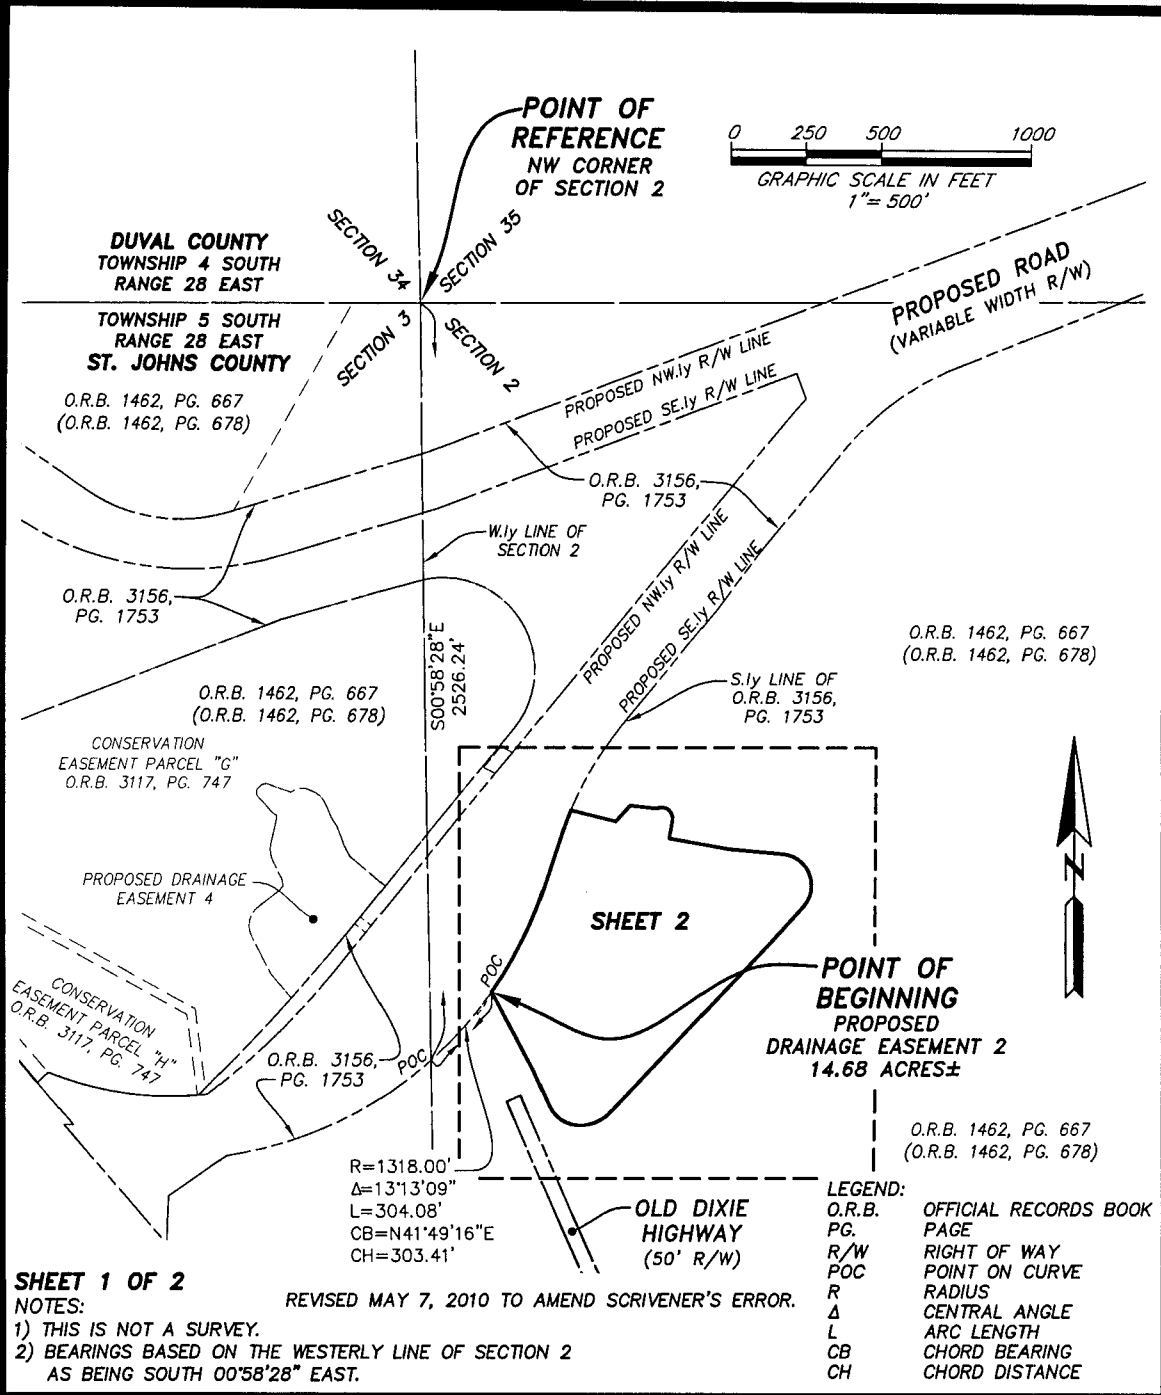 POINT OF
REFERENCE
NW CORNER
OF SECTION 2
0 250 500 1000
GRAPHIC SCALE IN FEET
1"= 500'
SECTION 34
SECTION 35
SECTION 3
SECTION 2
DUVAL COUNTY
TOWNSHIP 4 SOUTH
RANGE 28 EAST
TOWNSHIP 5 SOUTH
RANGE 28 EAST
ST. JOHNS COUNTY
O.R.B. 1462, PG. 667
(O.R.B. 1462, PG. 678)
PROPOSED ROAD
(VARIABLE WIDTH R/W)
PROPOSED NW.ly R/W LINE
PROPOSED SE.ly R/W LINE
O.R.B. 3156,
PG. 1753
W.ly LINE OF
SECTION 2
PROPOSED NW.ly R/W LINE
PROPOSED SE.ly R/W LINE
O.R.B. 3156,
PG. 1753
S00°58'28"E
2526.24'
O.R.B. 1462, PG. 667
(O.R.B. 1462, PG. 678)
S.ly LINE OF
O.R.B. 3156,
PG. 1753
O.R.B. 1462, PG. 667
(O.R.B. 1462, PG. 678)
CONSERVATION
EASEMENT PARCEL "G"
O.R.B. 3117, PG. 747
PROPOSED DRAINAGE
EASEMENT 4
N
SHEET 2
POC
POINT OF
BEGINNING
PROPOSED
DRAINAGE EASEMENT 2
14.68 ACRES±
CONSERVATION
EASEMENT PARCEL "H"
O.R.B. 3117, PG. 747
O.R.B. 3156,
PG. 1753
POC
O.R.B. 1462, PG. 667
(O.R.B. 1462, PG. 678)
R=1318.00'
Δ=13°13'09"
L=304.08'
CB=N41°49'16"E
CH=303.41'
OLD DIXIE
HIGHWAY
(50' R/W)
LEGEND:
O.R.B. OFFICIAL RECORDS BOOK
PG. PAGE
R/W RIGHT OF WAY
POC POINT ON CURVE
R RADIUS
Δ CENTRAL ANGLE
L ARC LENGTH
CB CHORD BEARING
CH CHORD DISTANCE
SHEET 1 OF 2
REVISED MAY 7, 2010 TO AMEND SCRIVENER'S ERROR.
NOTES:
1) THIS IS NOT A SURVEY.
2) BEARINGS BASED ON THE WESTERLY LINE OF SECTION 2
AS BEING SOUTH 00°58'28" EAST.